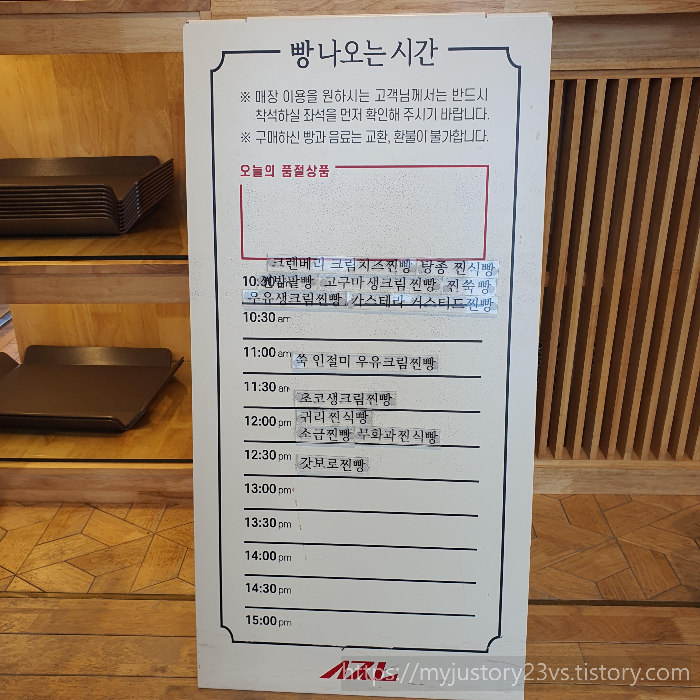 빵 나오는 시간
※ 매장 이용을 원하시는 고객님께서는 반드시
착석하실 좌석을 먼저 확인해 주시기 바랍니다.
※ 구매하신 빵과 음료는 교환, 환불이 불가합니다.
오늘의 품절상품
크랜베리 크림치즈찐빵 탕종 찐식빵
고구마생크림찐빵 찐쑥빵
우유생크림찐빵 카스테라 커스터드찐빵
10:30 am
11:00 am 쑥 인절미 우유크림찐빵
11:30 am 초코생크림찐빵
12:00 pm 귀리찐식빵
소금찐빵 무화과찐식빵
12:30 pm 갓보로찐빵
13:00 pm
13:30 pm
14:00 pm
14:30 pm
15:00 pm
https://myjustory23vs.tistory.com